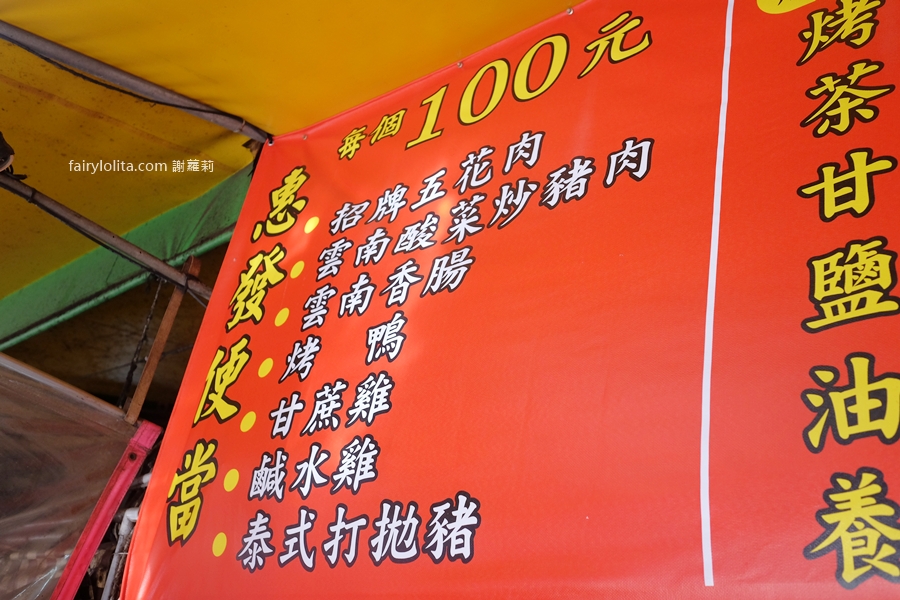 每個100元
惠發便當
招牌五花肉
雲南酸菜炒豬肉
雲南香腸
烤 鴨
甘蔗雞
鹹水雞
泰式打拋豬
烤茶甘鹽油養
fairylolita.com 謝蘿莉